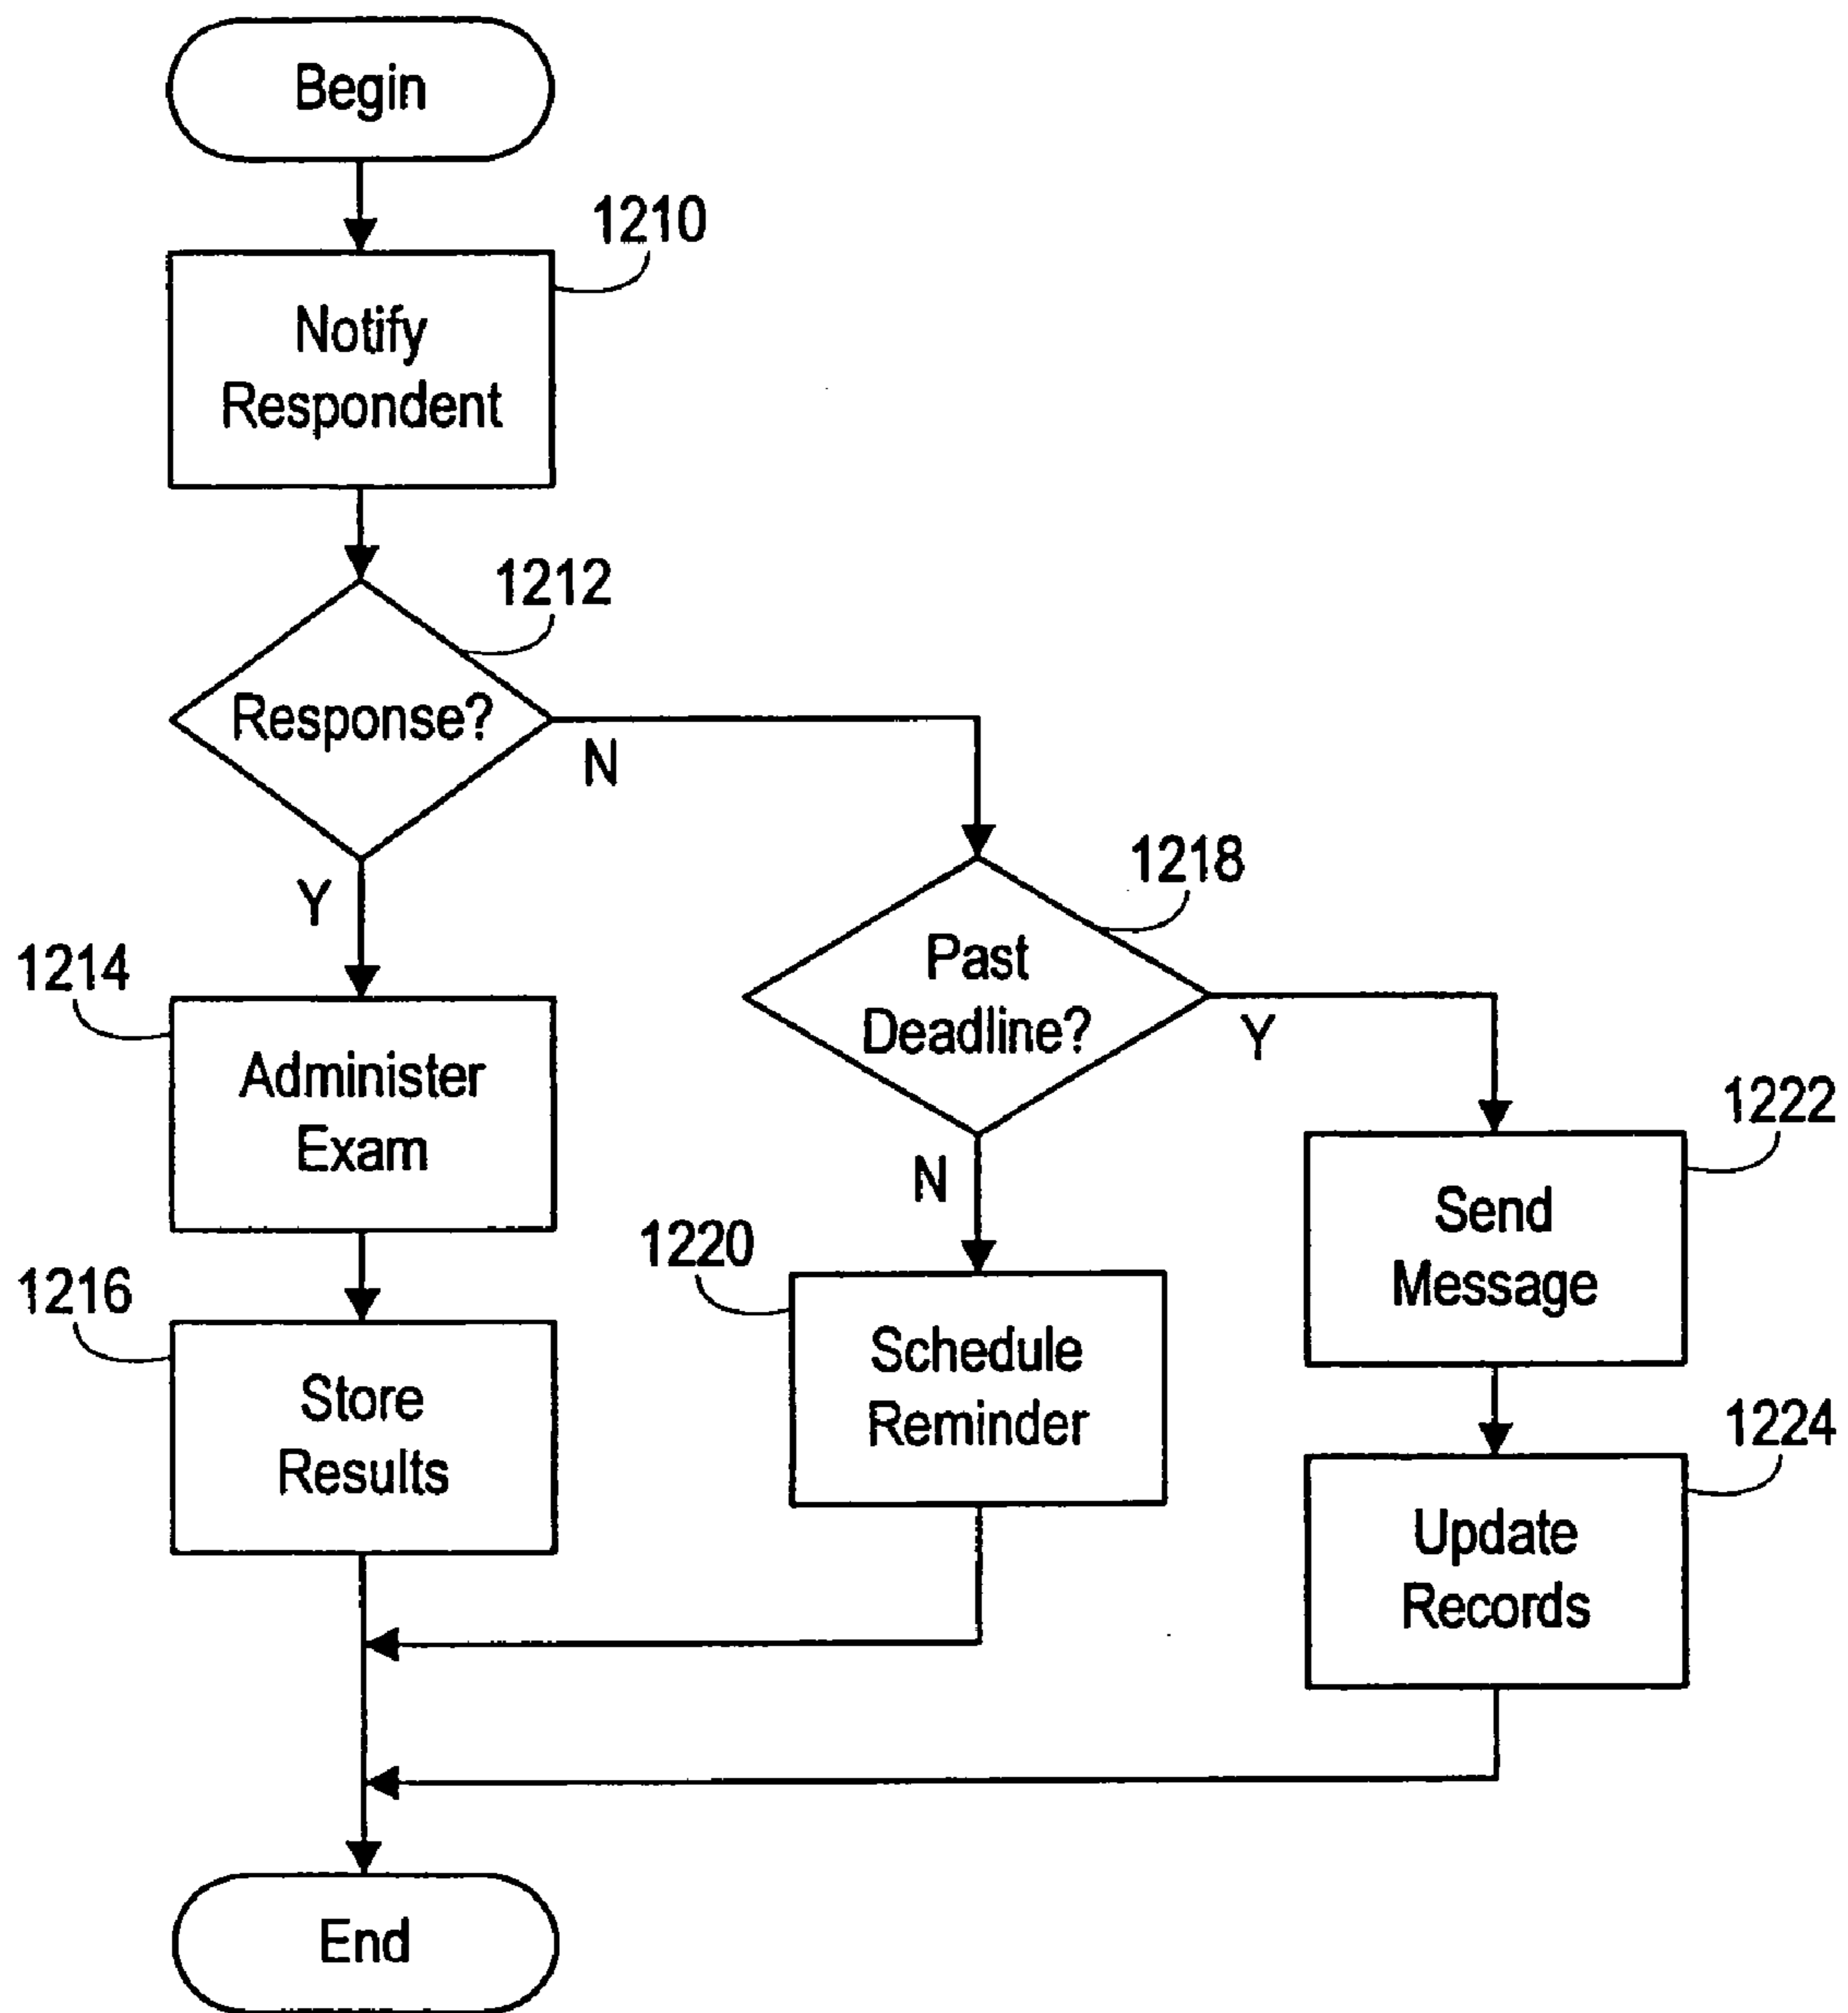 Begin
1210
Notify
Respondent
1212
Response?
N
Y
1218
Past
Deadline?
Y
N
1214
Administer
Exam
1222
Send
Message
1220
Schedule
Reminder
1216
Store
Results
1224
Update
Records
End